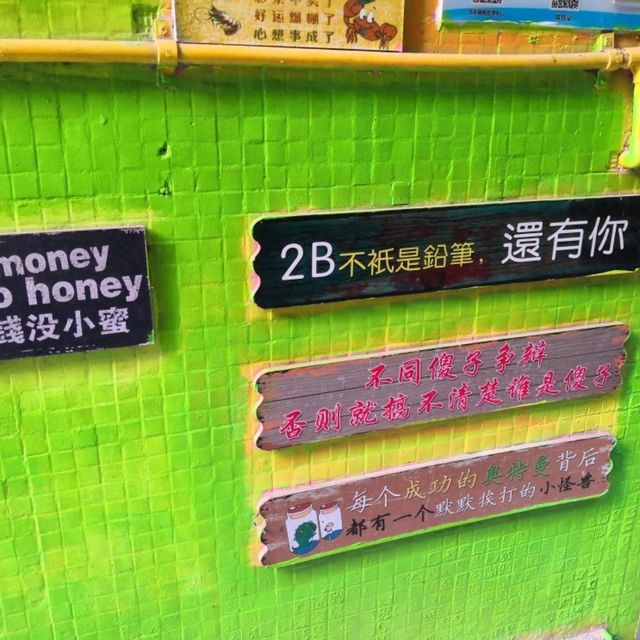 好运爆棚了
心想事成了
money
o honey
錢没小蜜
2B不衹是鉛筆，還有你
不同傻子争辩
否则就搞不清楚谁是傻子
每个成功的奥特曼背后
都有一个默默挨打的小怪兽